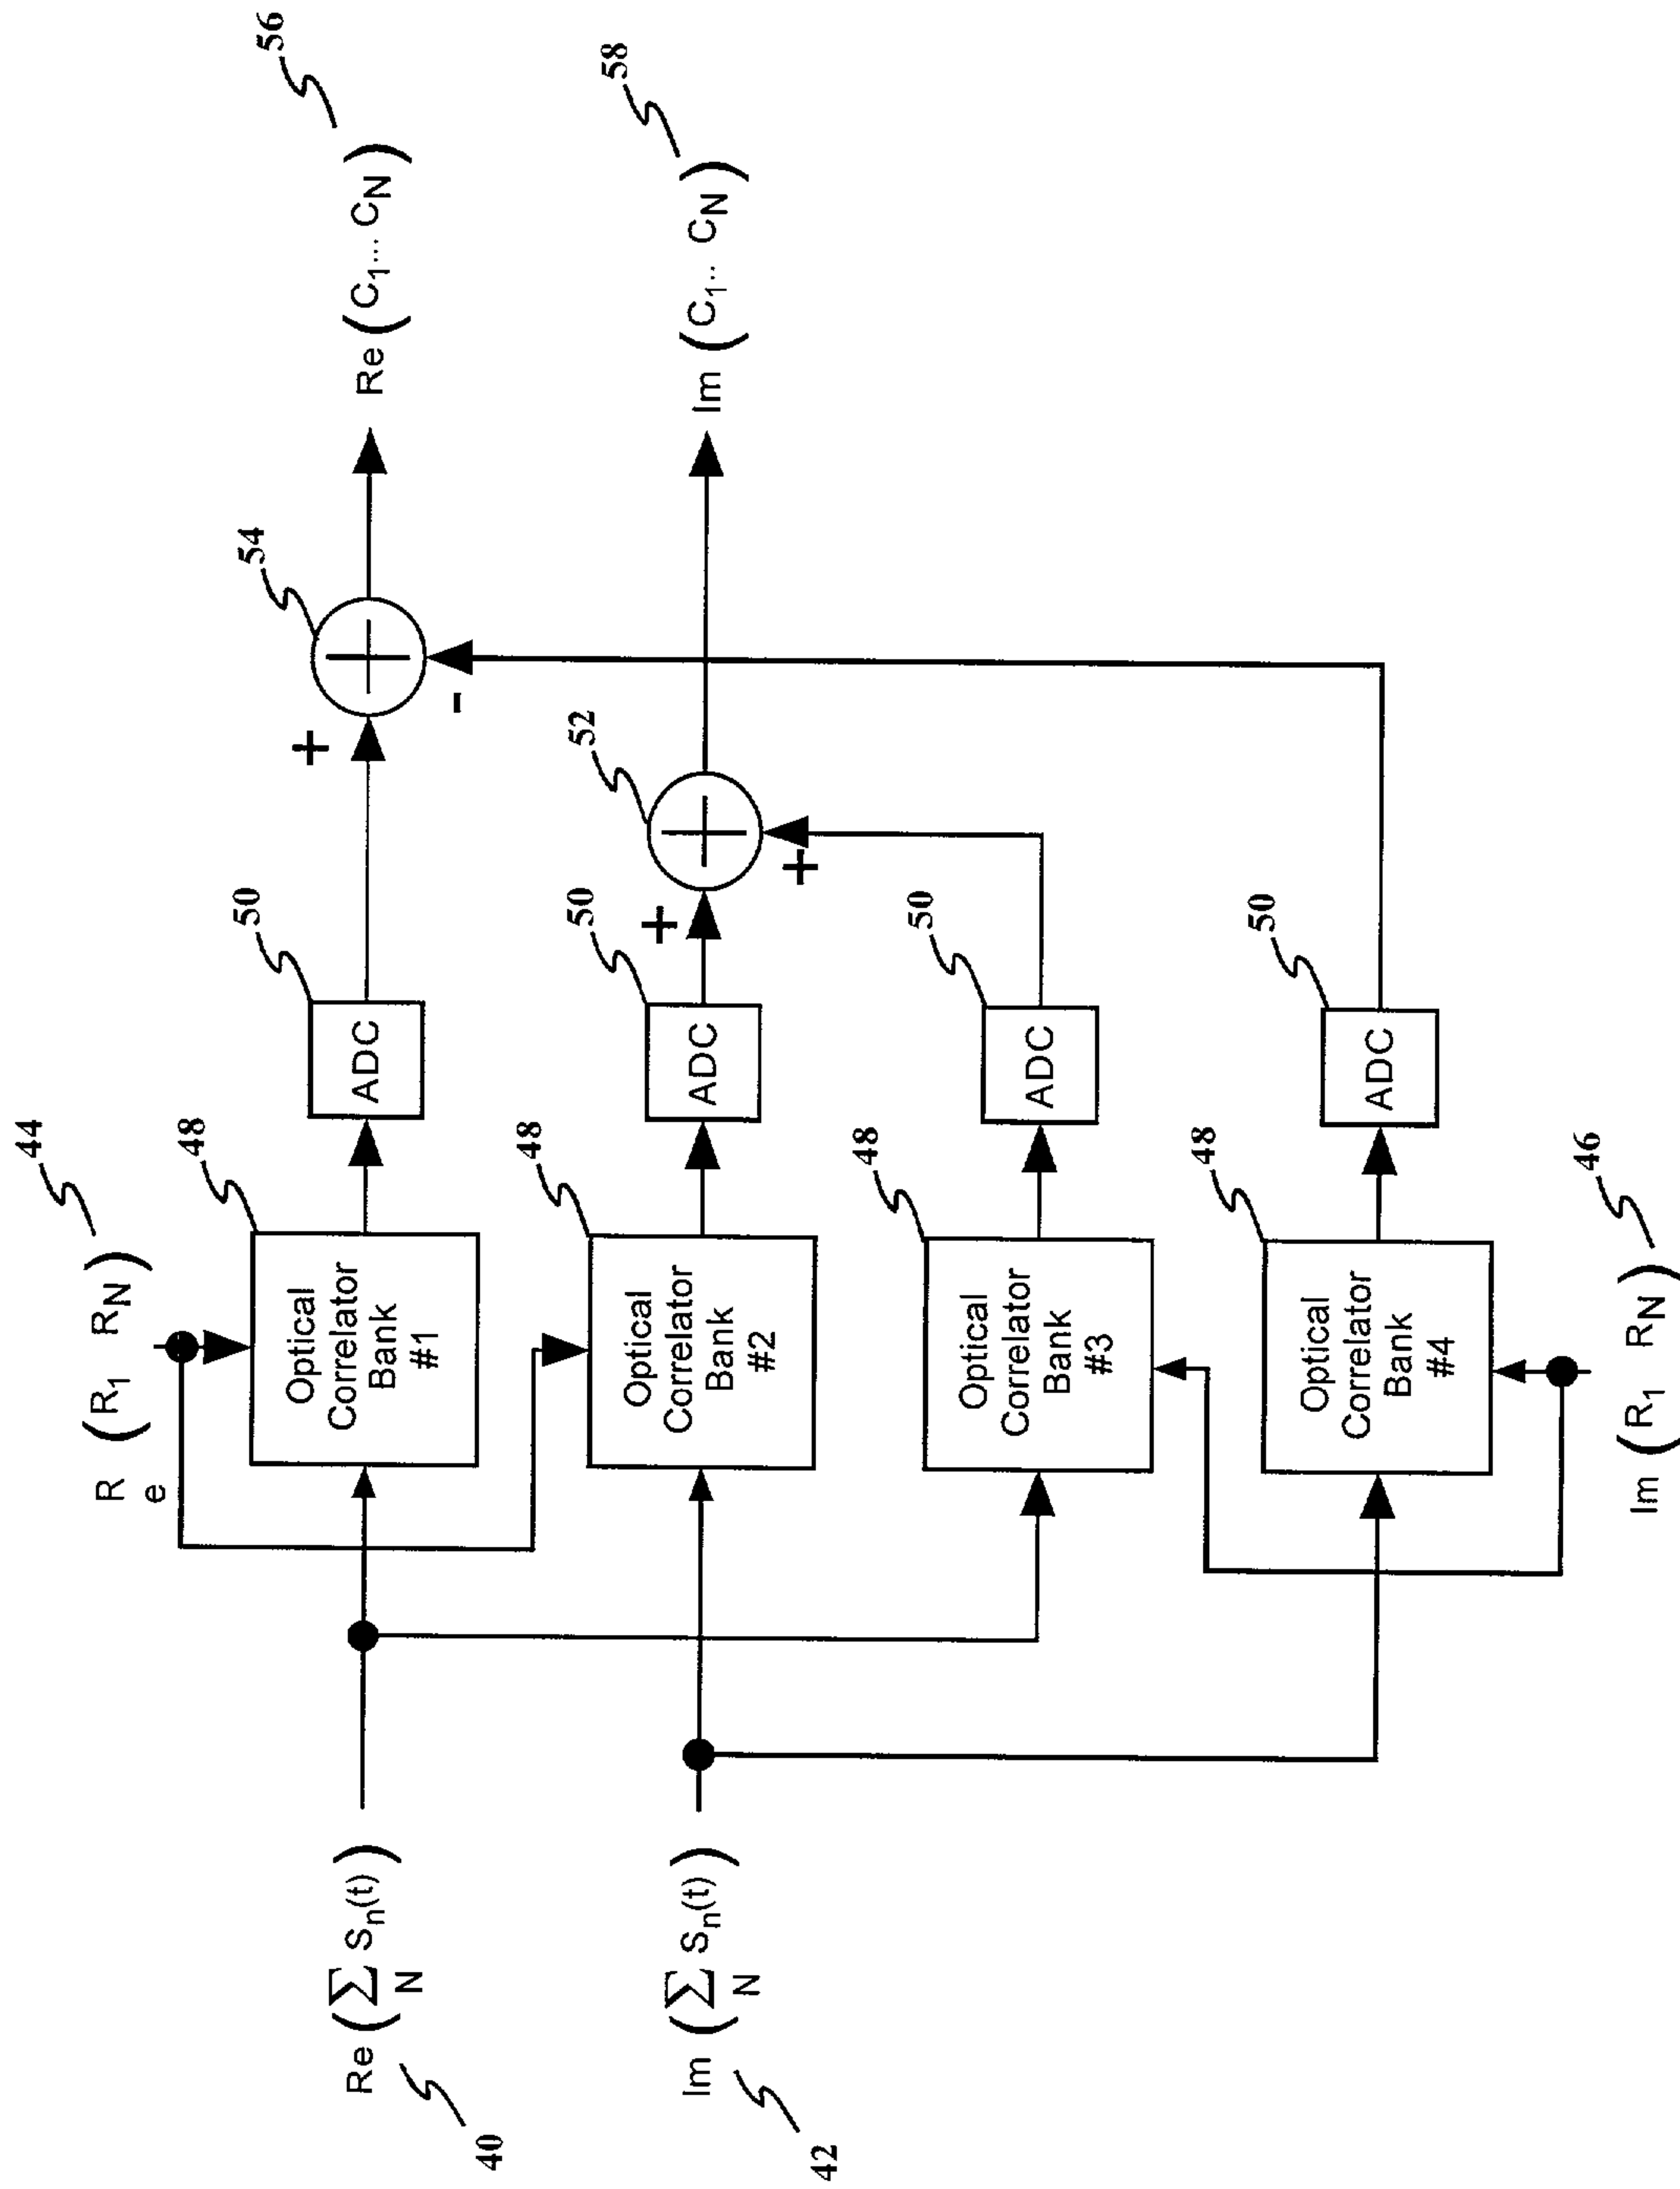 44
Re (R1 RN)
48
Optical
Correlator
Bank
#1
50
ADC
+
-
54
Re (C1... CN)
56
Re (∑ Sn(t))
N
40
48
Optical
Correlator
Bank
#2
50
ADC
+
+
52
Im (C1.. CN)
58
Im (∑ Sn(t))
N
42
48
Optical
Correlator
Bank
#3
50
ADC
48
Optical
Correlator
Bank
#4
50
ADC
Im (R1 RN)
46